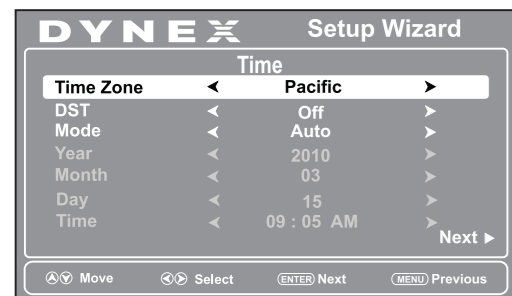 DYNEX Setup Wizard
Time
Time Zone Pacific
DST Off
Mode Auto
Year 2010
Month 03
Day 15
Time 09 : 05 AM
Next
Move Select ENTER Next MENU Previous